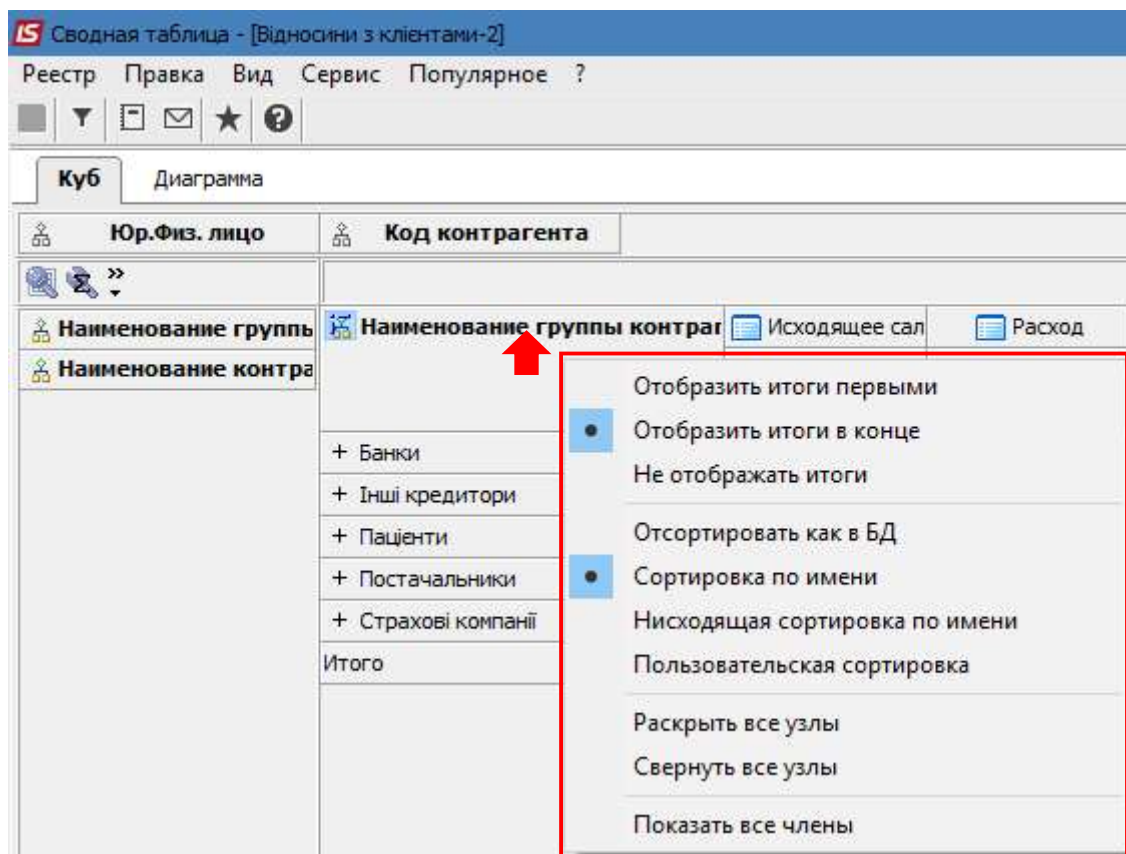 Сводная таблица - [Відносини з клієнтами-2]
Реестр Правка Вид Сервис Популярное ?
Куб Диаграмма
Юр.Физ. лицо Код контрагента
Наименование группы Наименование группы контраг Исходящее сал Расход
Наименование контра
Отобразить итоги первыми
Отобразить итоги в конце
Не отображать итоги
+ Банки
+ Інші кредитори
+ Пацієнти
+ Постачальники
+ Страхові компанії
Итого
Отсортировать как в БД
Сортировка по имени
Нисходящая сортировка по имени
Пользовательская сортировка
Раскрыть все узлы
Свернуть все узлы
Показать все члены